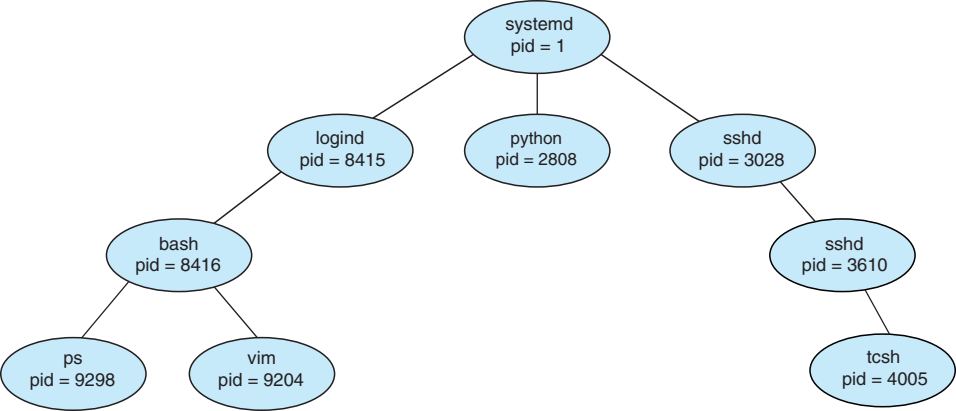 systemd
pid = 1
logind
pid = 8415
python
pid = 2808
sshd
pid = 3028
bash
pid = 8416
sshd
pid = 3610
ps
pid = 9298
vim
pid = 9204
tcsh
pid = 4005